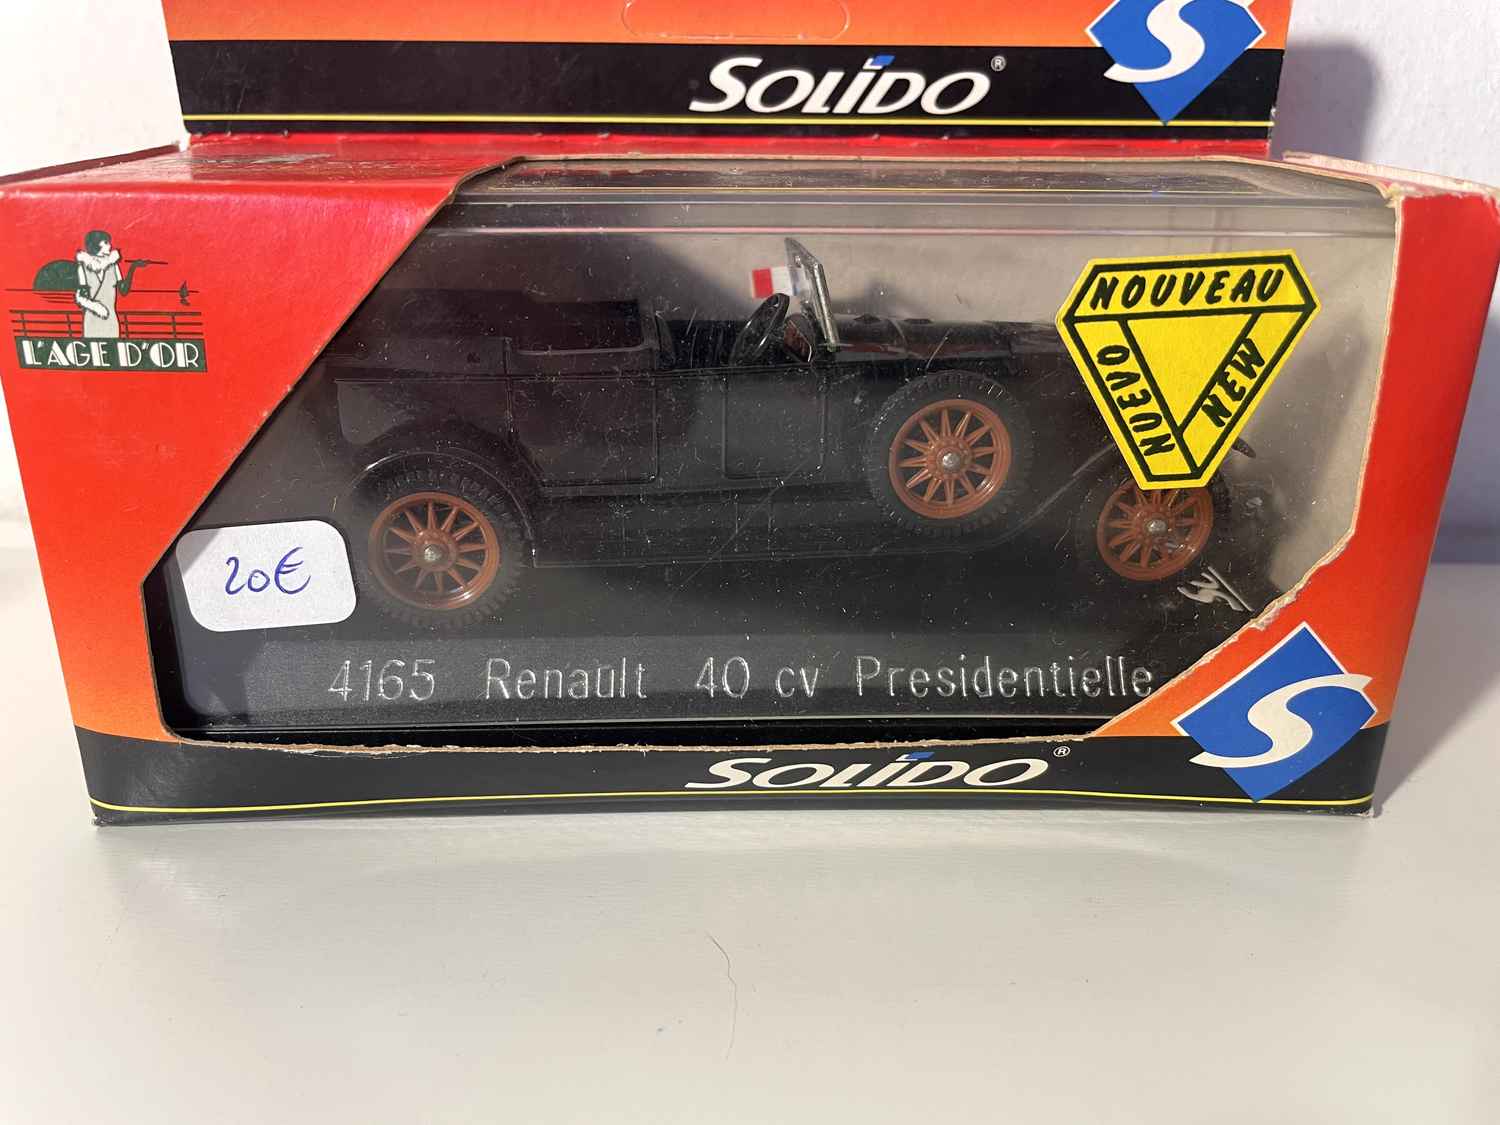 SOLIDO®
L'AGE D'OR
NOUVEAU
NUEVO
NEW
20€
4165 Renault 40 cv Presidentielle
SOLIDO®